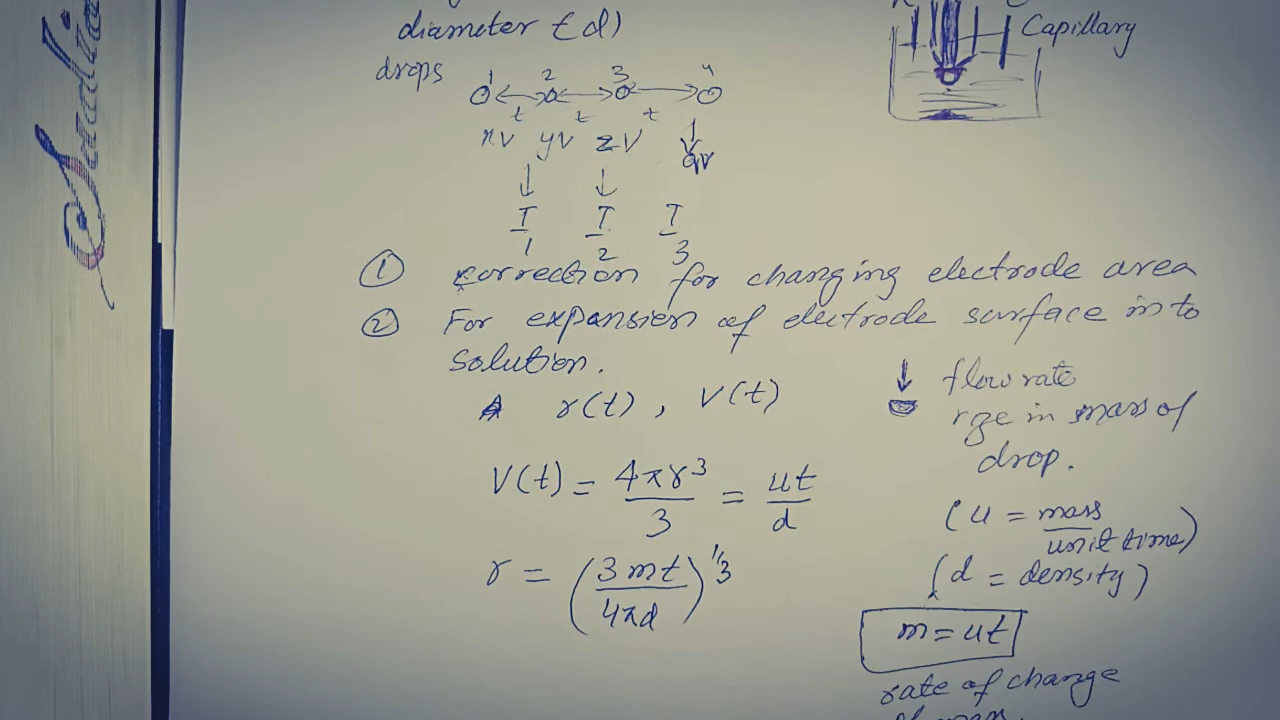 diameter (d)
Capillary
drops
1 2 3 4
t t t
xV yV zV qV
I I I
1 2 3
① correction for changing electrode area
② For expansion of electrode surface in to
solution.
r(t), V(t)
V(t) = 4πr³/3 = ut/d
r = (3mt/4πd)^1/3
flow rate
rge in mass of
drop.
(u = mass/unit time)
(d = density)
m = ut
rate of change